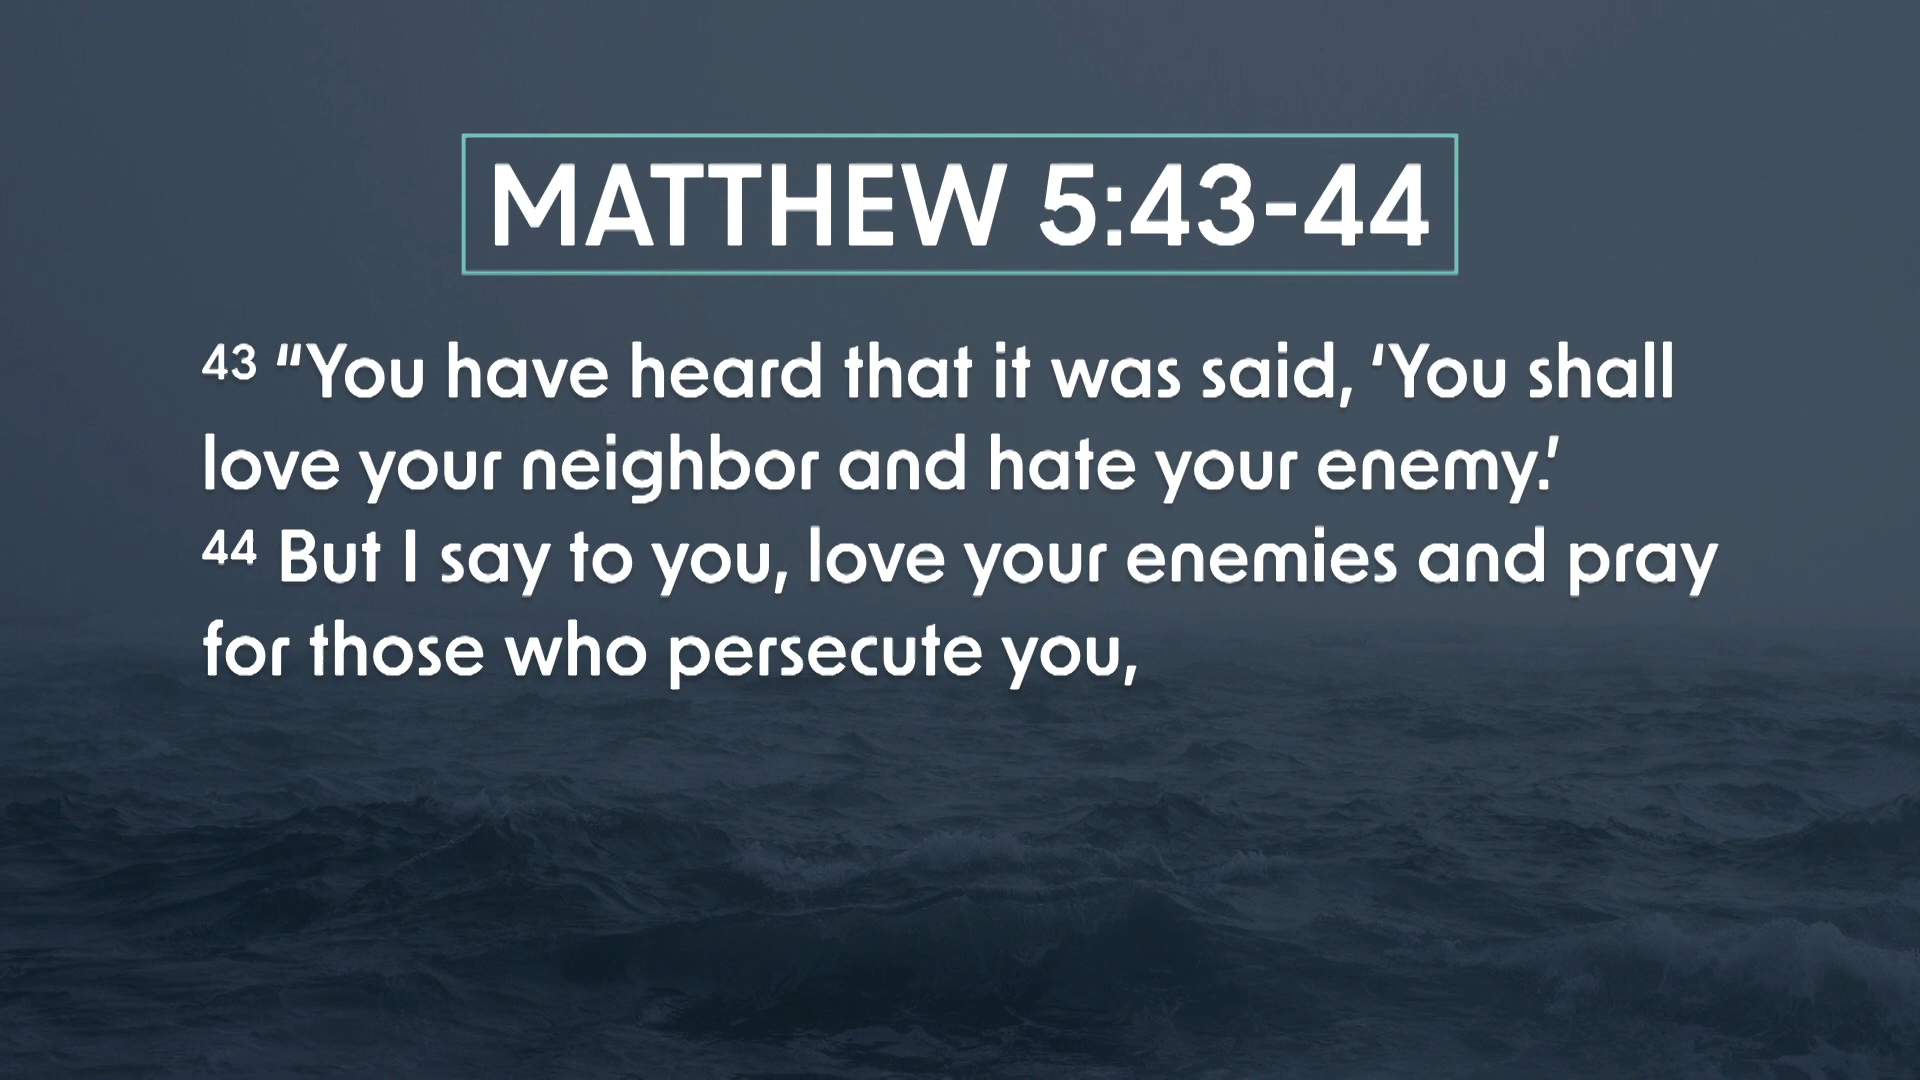 MATTHEW 5:43-44
43 “You have heard that it was said, ‘You shall
love your neighbor and hate your enemy.’
44 But I say to you, love your enemies and pray
for those who persecute you,